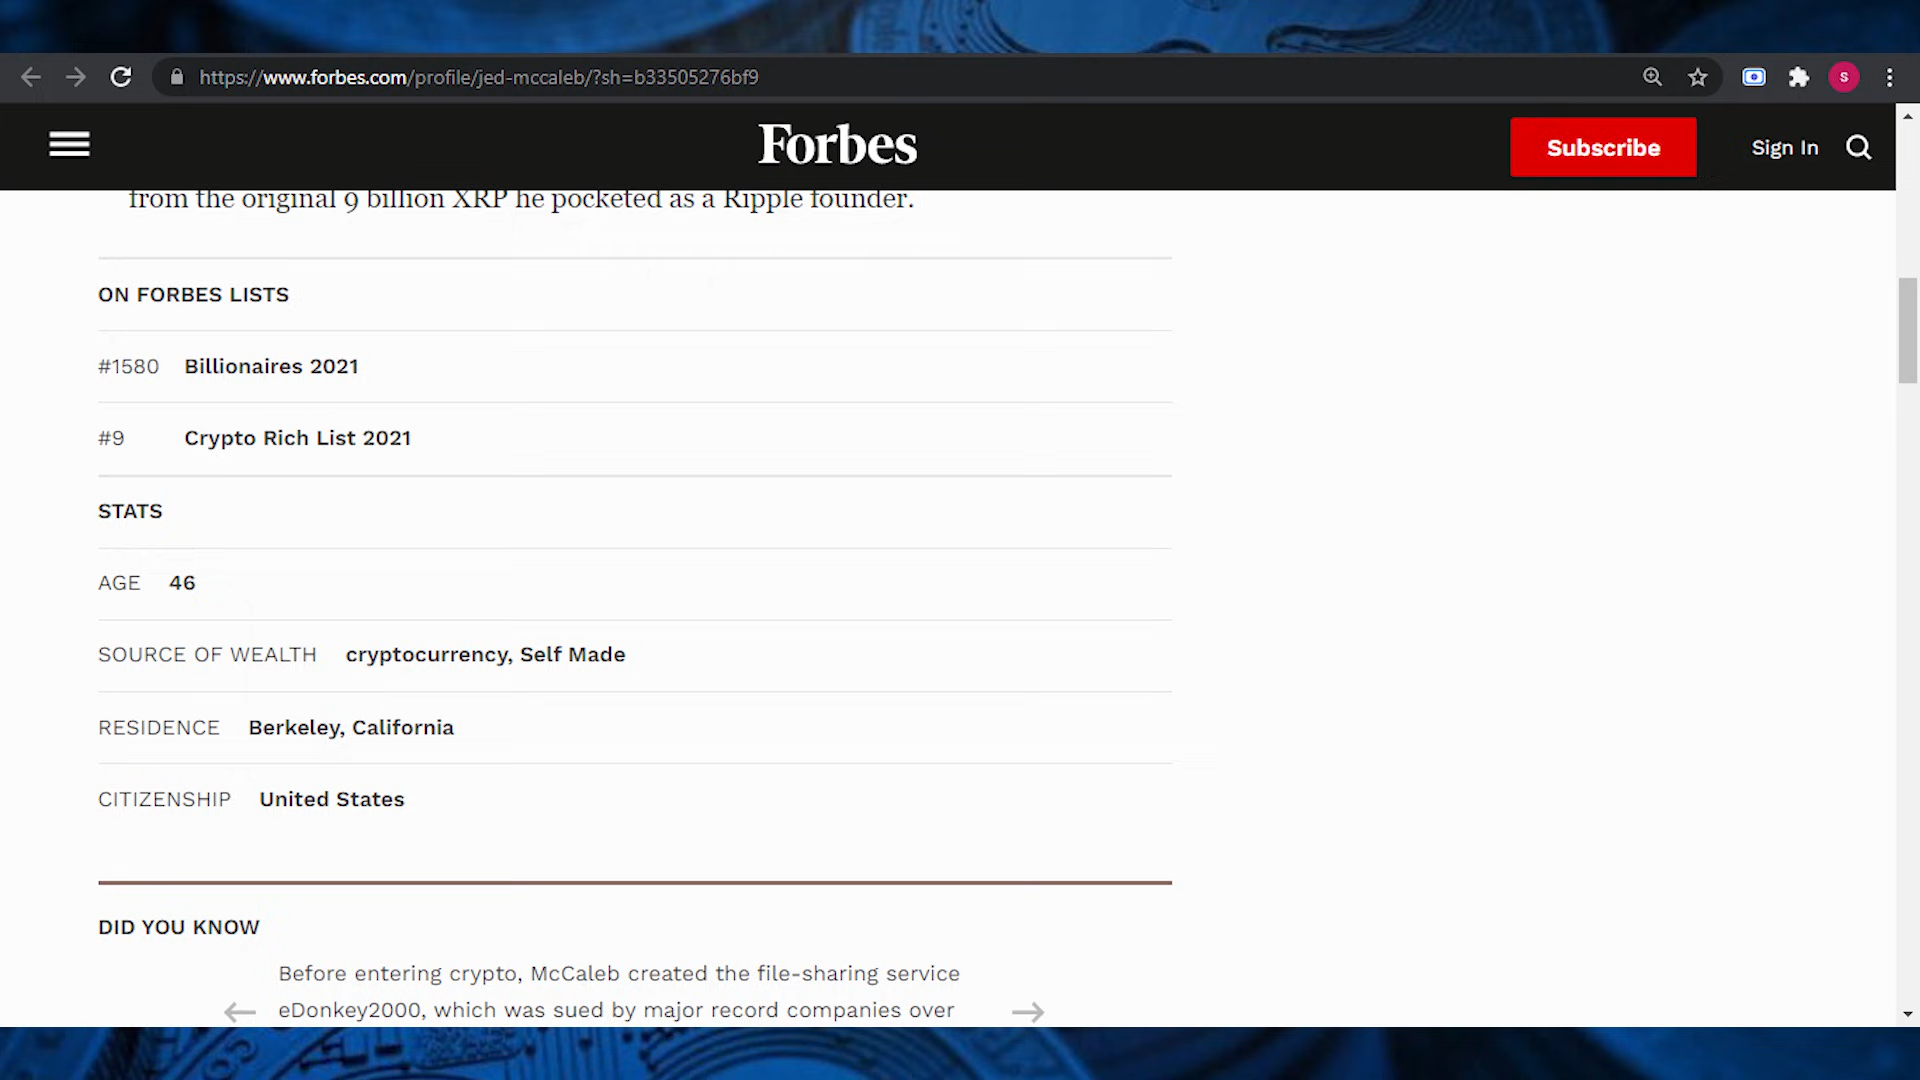 https://www.forbes.com/profile/jed-mccaleb/?sh=b33505276bf9
S
Forbes
Subscribe
Sign In
from the original 9 billion XRP he pocketed as a Ripple founder.
ON FORBES LISTS
#1580 Billionaires 2021
#9 Crypto Rich List 2021
STATS
AGE 46
SOURCE OF WEALTH cryptocurrency, Self Made
RESIDENCE Berkeley, California
CITIZENSHIP United States
DID YOU KNOW
Before entering crypto, McCaleb created the file-sharing service
eDonkey2000, which was sued by major record companies over